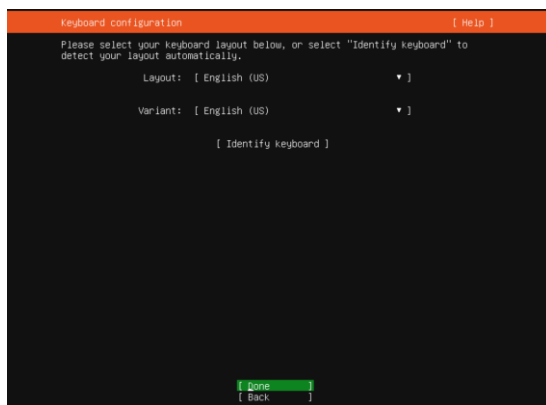 Keyboard configuration [ Help ]
Please select your keyboard layout below, or select "Identify keyboard" to
detect your layout automatically.
Layout: [ English (US) ▾ ]
Variant: [ English (US) ▾ ]
[ Identify keyboard ]
[ Done ]
[ Back ]